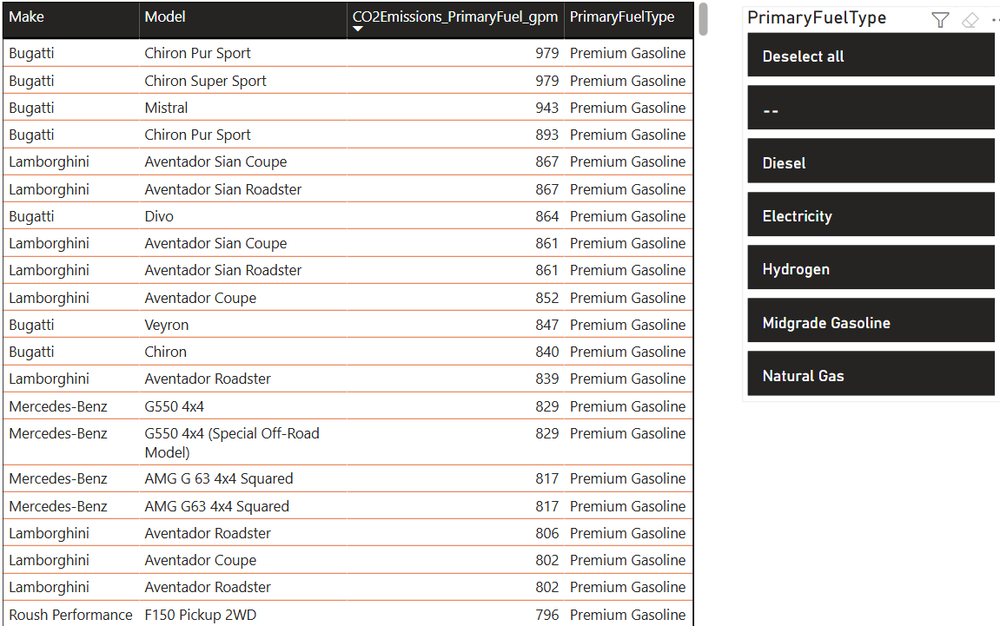 Make Model CO2Emissions_PrimaryFuel_gpm PrimaryFuelType
Bugatti Chiron Pur Sport 979 Premium Gasoline
Bugatti Chiron Super Sport 979 Premium Gasoline
Bugatti Mistral 943 Premium Gasoline
Bugatti Chiron Pur Sport 893 Premium Gasoline
Lamborghini Aventador Sian Coupe 867 Premium Gasoline
Lamborghini Aventador Sian Roadster 867 Premium Gasoline
Bugatti Divo 864 Premium Gasoline
Lamborghini Aventador Sian Coupe 861 Premium Gasoline
Lamborghini Aventador Sian Roadster 861 Premium Gasoline
Lamborghini Aventador Coupe 852 Premium Gasoline
Bugatti Veyron 847 Premium Gasoline
Bugatti Chiron 840 Premium Gasoline
Lamborghini Aventador Roadster 839 Premium Gasoline
Mercedes-Benz G550 4x4 829 Premium Gasoline
Mercedes-Benz G550 4x4 (Special Off-Road 829 Premium Gasoline
Model)
Mercedes-Benz AMG G 63 4x4 Squared 817 Premium Gasoline
Mercedes-Benz AMG G63 4x4 Squared 817 Premium Gasoline
Lamborghini Aventador Roadster 806 Premium Gasoline
Lamborghini Aventador Coupe 802 Premium Gasoline
Lamborghini Aventador Roadster 802 Premium Gasoline
Roush Performance F150 Pickup 2WD 796 Premium Gasoline
PrimaryFuelType
Deselect all
--
Diesel
Electricity
Hydrogen
Midgrade Gasoline
Natural Gas